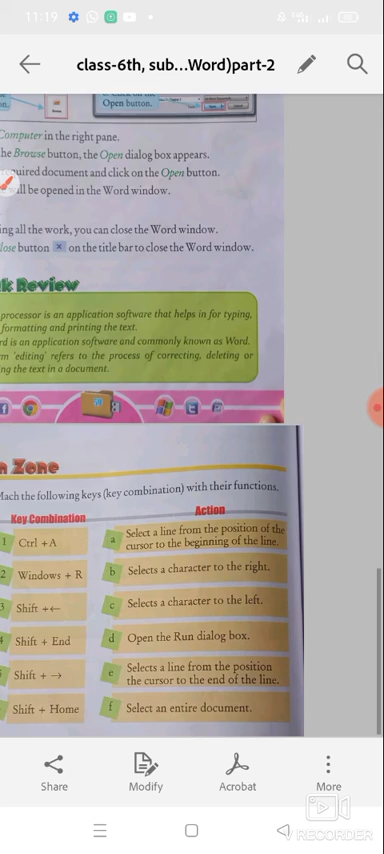 11:19
class-6th, sub...Word)part-2
on.
Open button.
Computer in the right pane.
he Browse button, the Open dialog box appears.
quired document and click on the Open button.
ill be opened in the Word window.
ing all the work, you can close the Word window.
lose button × on the title bar to close the Word window.
k Review
processor is an application software that helps in for typing,
formatting and printing the text.
rd is an application software and commonly known as Word.
m 'editing' refers to the process of correcting, deleting or
ing the text in a document.
n Zone
Mach the following keys (key combination) with their functions.
Key Combination Action
1 Ctrl +A a Select a line from the position of the
cursor to the beginning of the line.
2 Windows + R b Selects a character to the right.
3 Shift +← c Selects a character to the left.
4 Shift + End d Open the Run dialog box.
Shift + → e Selects a line from the position
the cursor to the end of the line.
Shift + Home f Select an entire document.
Share Modify Acrobat More
RECORDER